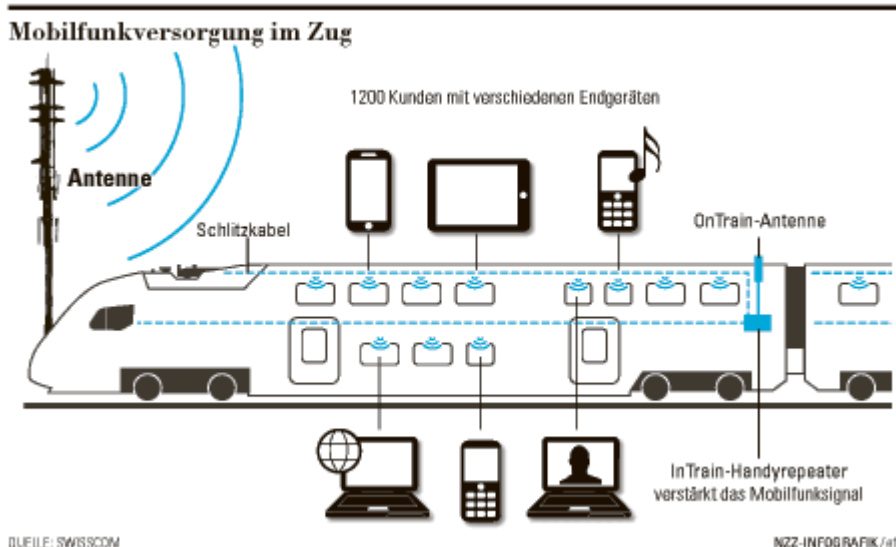 Mobilfunkversorgung im Zug
1200 Kunden mit verschiedenen Endgeräten
Antenne
Schlitzkabel
OnTrain-Antenne
InTrain-Handyrepeater
verstärkt das Mobilfunksignal
QUELLE: SWISSCOM
NZZ-INFOGRAFIK/